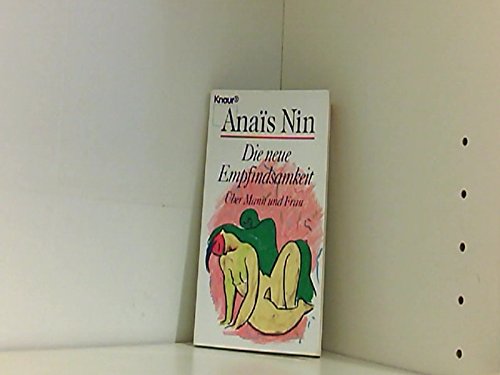 Knaur®
Anaïs Nin
Die neue
Empfindsamkeit
Über Mann und Frau